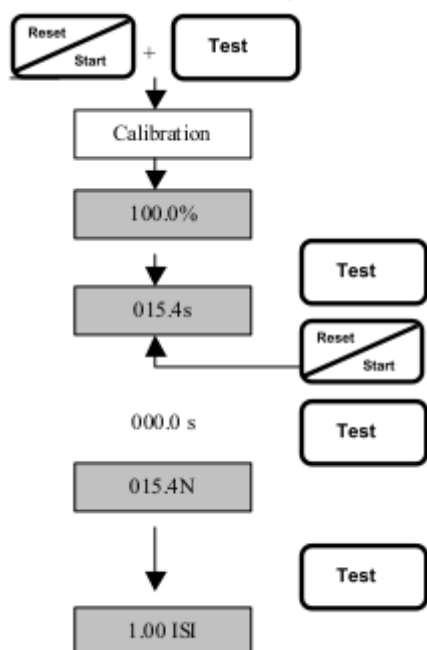 Reset
Start
+
Test
Calibration
100.0%
Test
015.4s
Reset
Start
000.0 s
Test
015.4N
Test
1.00 ISI